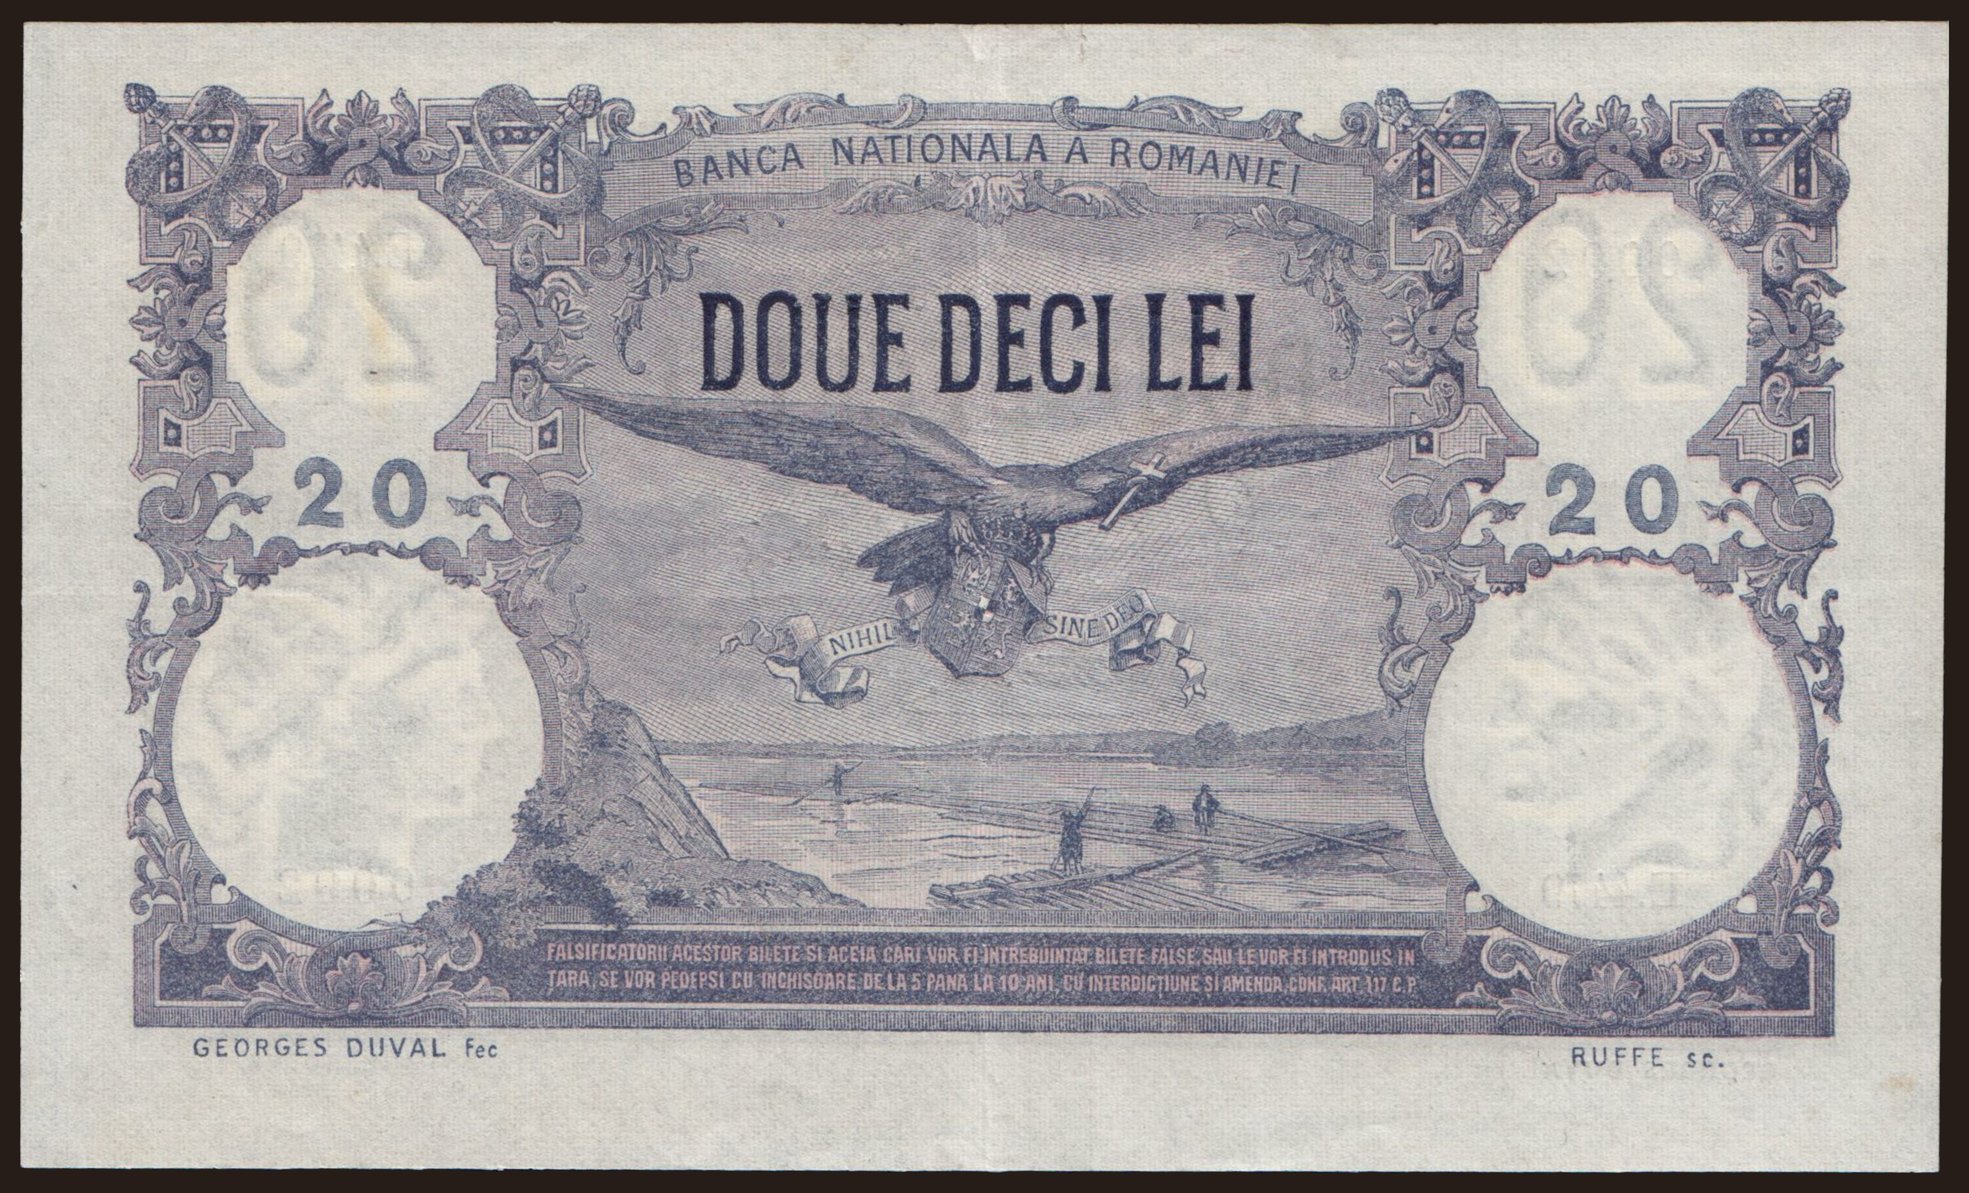 BANCA NATIONALA A ROMANIEI
DOUE DECI LEI
20 20
NIHIL SINE DEO
FALSIFICATORII ACESTOR BILETE SI ACEIA CARI VOR FI INTREBUINTAT BILETE FALSE, SAU LE VOR FI INTRODUS IN
TARA, SE VOR PEDEPSI CU INCHISOARE DE LA 5 PANA LA 10 ANI, CU INTERDICTIUNE SI AMENDA, CONF. ART. 117 C.P.
GEORGES DUVAL fec
RUFFE sc.